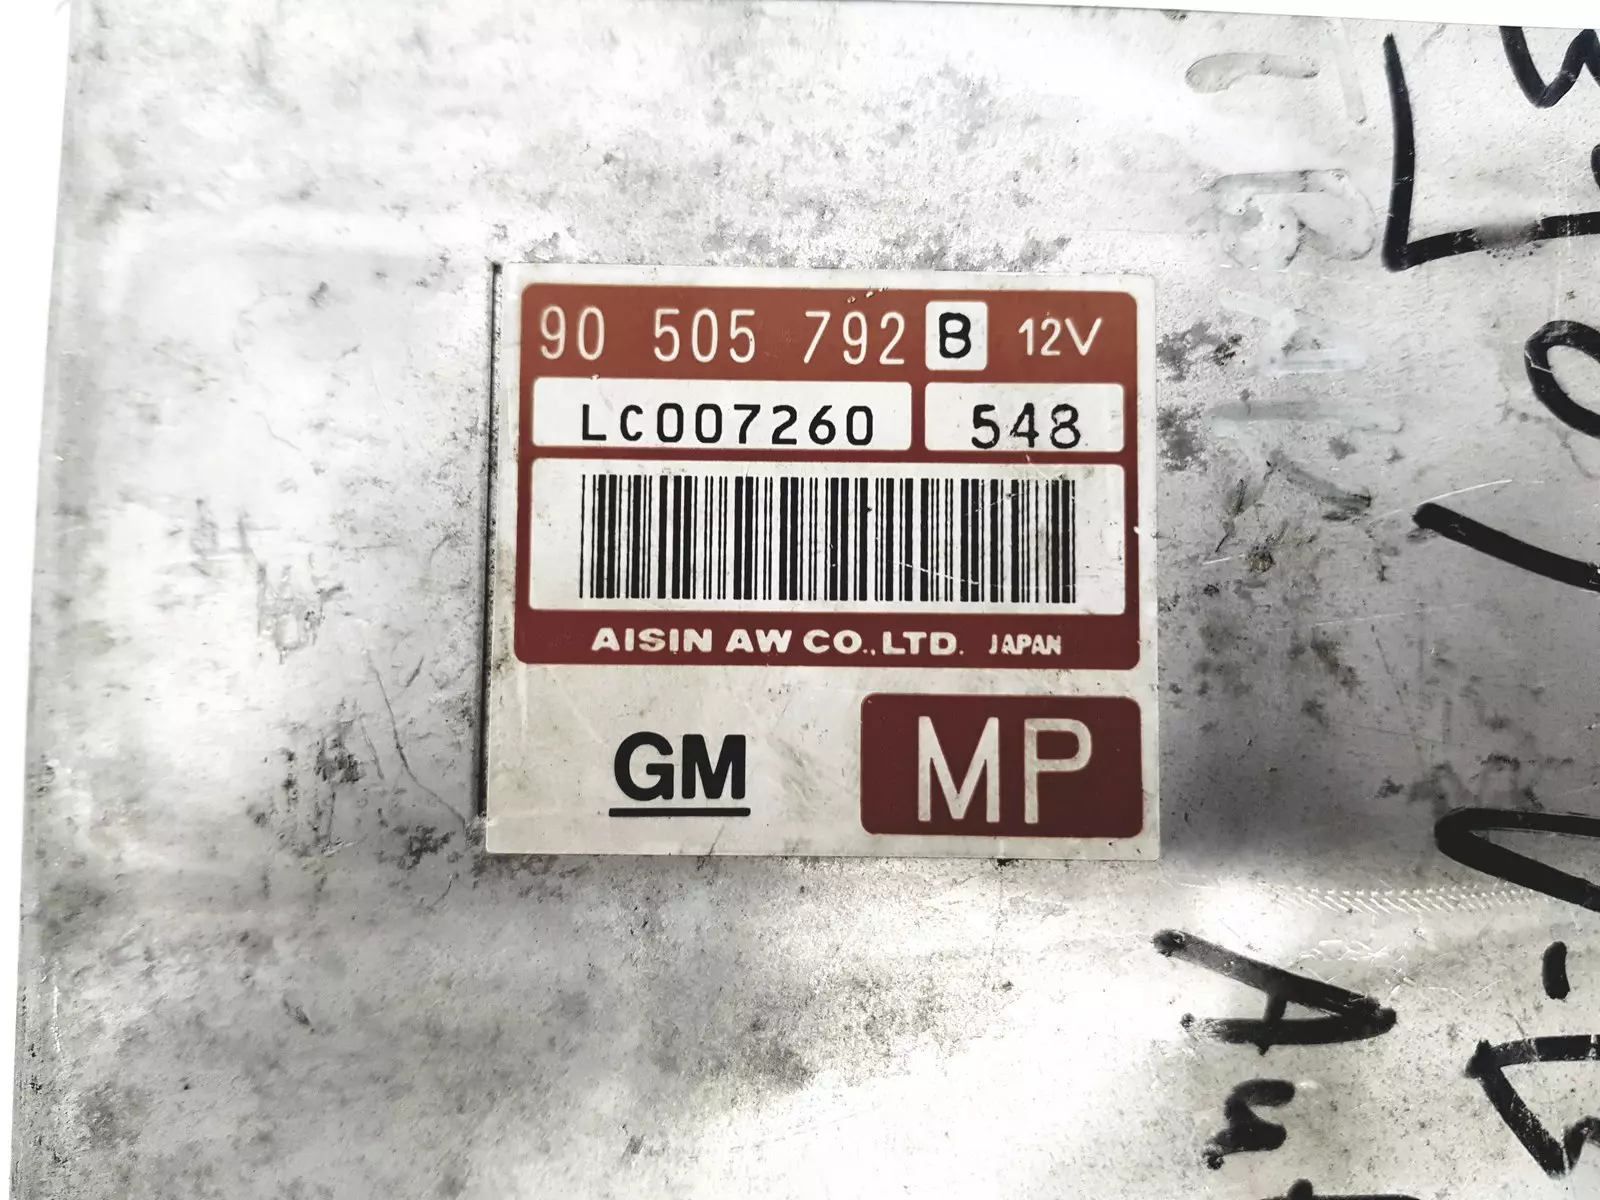 90 505 792 B 12V
LC007260 548
AISIN AW CO.,LTD. JAPAN
GM MP